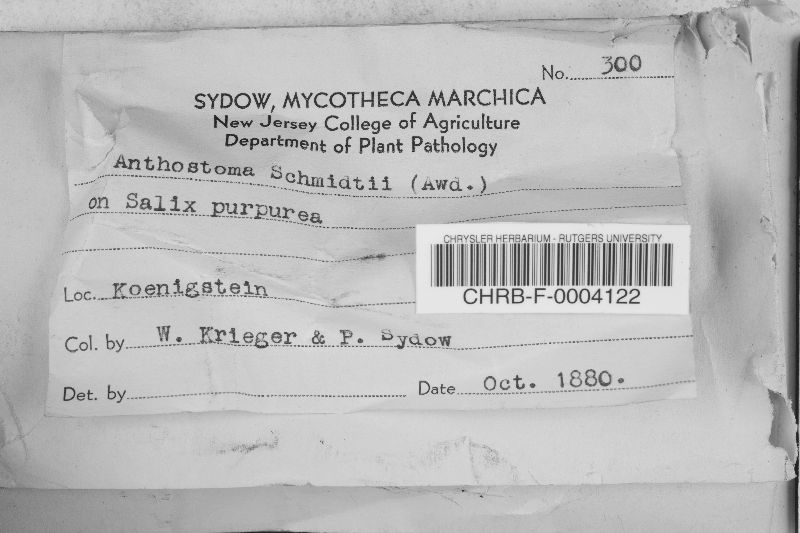 No. 300
SYDOW, MYCOTHECA MARCHICA
New Jersey College of Agriculture
Department of Plant Pathology
Anthostoma Schmidtii (Awd.)
on Salix purpurea
CHRYSLER HERBARIUM - RUTGERS UNIVERSITY
CHRB-F-0004122
Loc. Koenigstein
Col. by W. Krieger & P. Sydow
Det. by
Date Oct. 1880.